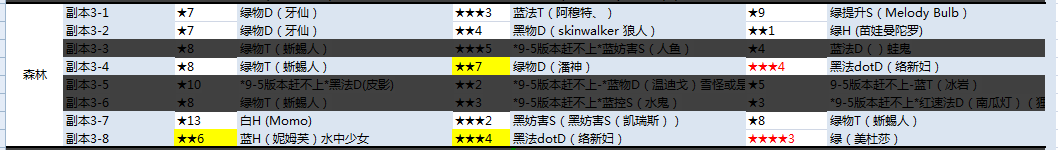 副本3-1 ★7 绿物D（牙仙） ★★★3 蓝法T（阿穆特、） ★9 绿提升S（Melody Bulb）
副本3-2 ★7 绿物D（牙仙） ★★4 黑物D（skinwalker 狼人） ★★1 绿H (苗娃曼陀罗)
副本3-3 ★8 绿物T（蜥蜴人） ★★★5 *9-5版本赶不上*蓝妨害S（人鱼） ★4 蓝法D（）蛙鬼
森林 副本3-4 ★8 绿物T（蜥蜴人） ★★7 绿物D（潘神） ★★★4 黑法dotD（络新妇）
副本3-5 ★10 *9-5版本赶不上*黑法D(皮影) ★★2 *9-5版本赶不上-*蓝物D（温迪戈）雪怪或是 ★5 9-5版本赶不上-蓝T（冰岩）
副本3-6 ★8 绿物T（蜥蜴人） ★★3 *9-5版本赶不上*蓝控S（水鬼） ★3 *9-5版本赶不上*红速法D（南瓜灯）（
副本3-7 ★13 白H (Momo) ★★★2 黑妨害S（黑妨害S（凯瑞斯）） ★8 绿物T（蜥蜴人）
副本3-8 ★★6 蓝H（妮姆芙）水中少女 ★★★4 黑法dotD（络新妇） ★★★★3 绿（美杜莎）